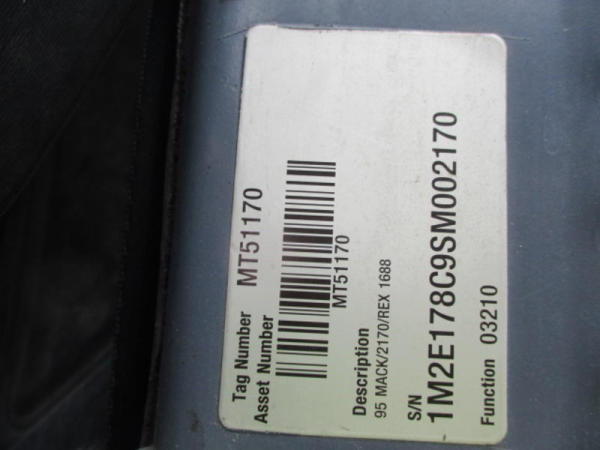 Tag Number MT51170
Asset Number
MT51170
Description
95 MACK/2170/REX 1688
S/N
1M2E178C9SM002170
Function 03210